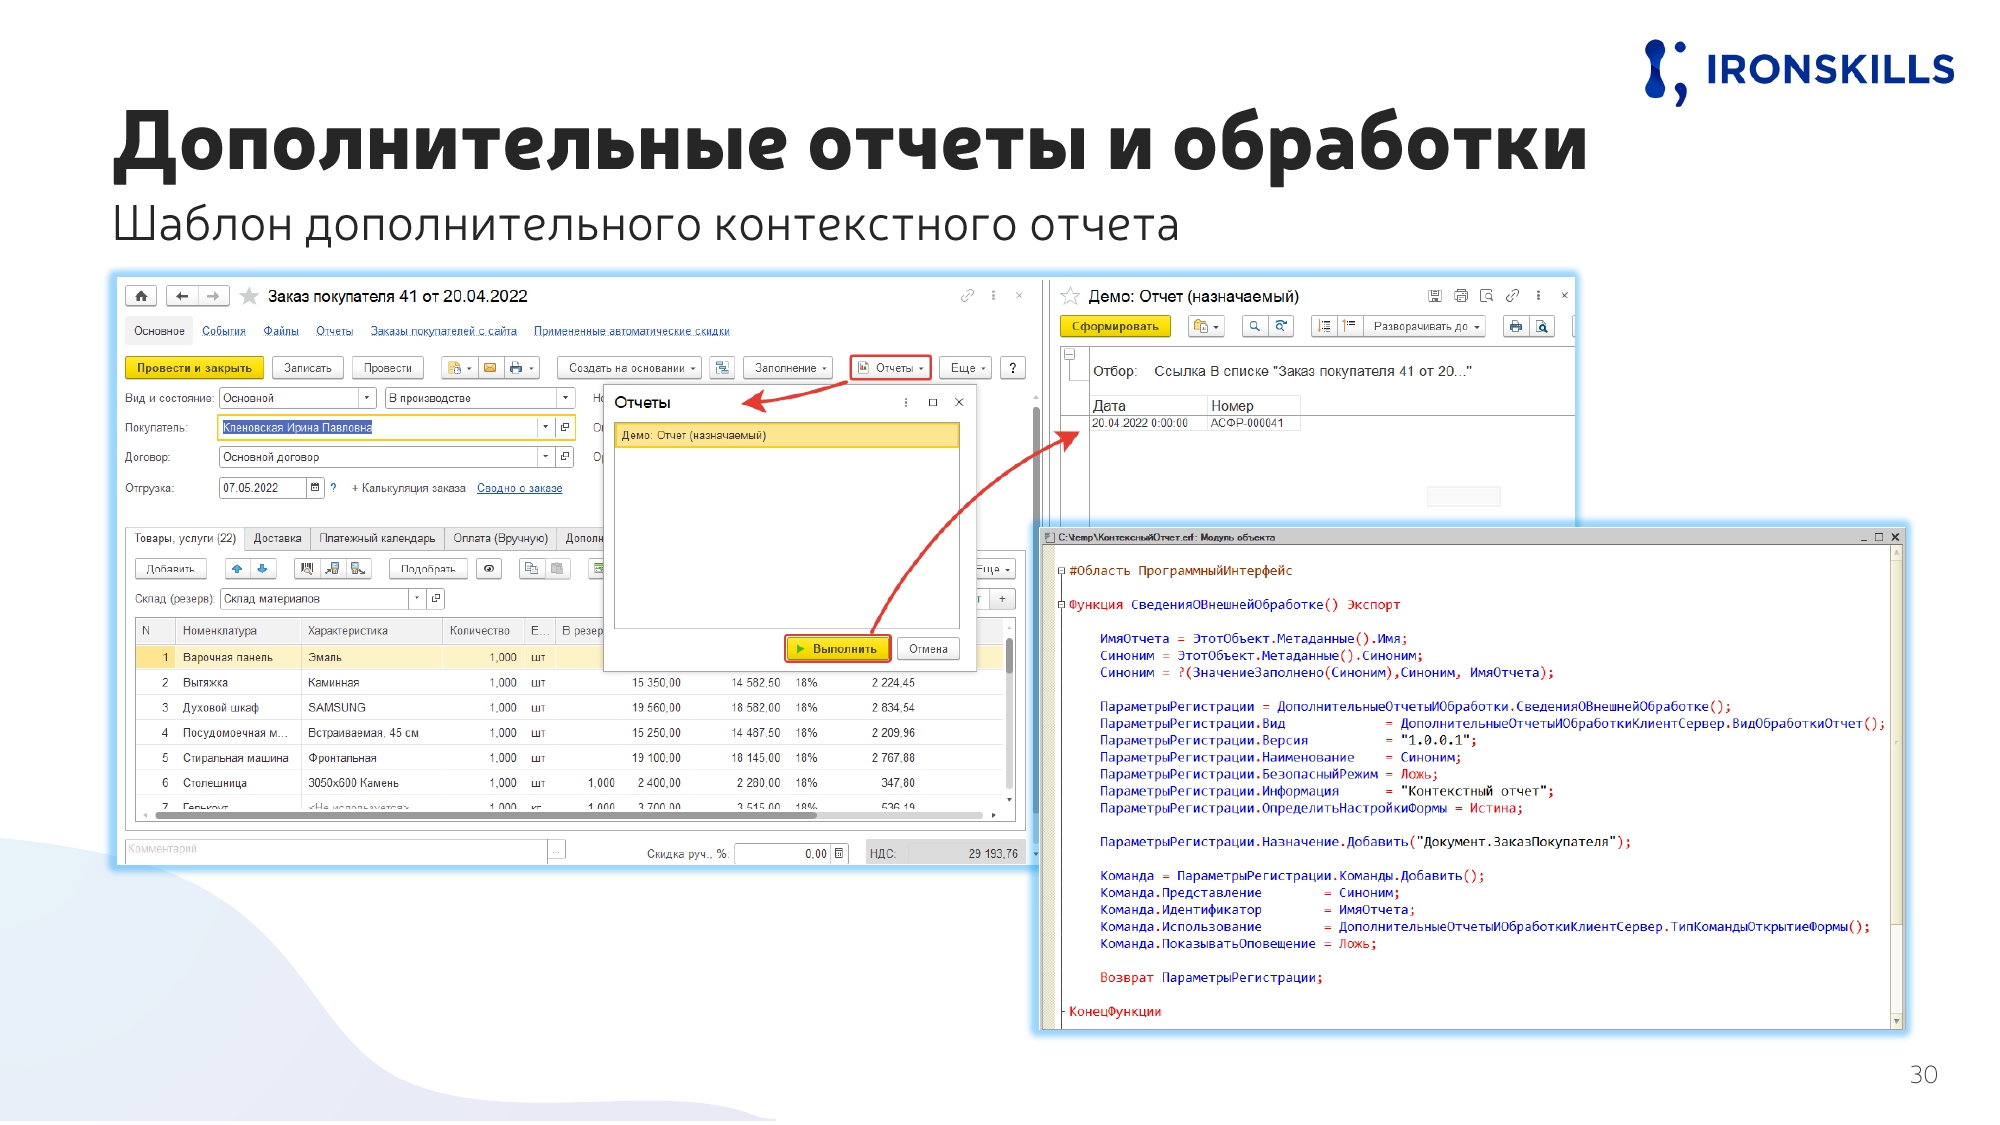 IRONSKILLS
Дополнительные отчеты и обработки
Шаблон дополнительного контекстного отчета
Заказ покупателя 41 от 20.04.2022
Основное События Файлы Отчеты Заказы покупателей с сайта Примененные автоматические скидки
Провести и закрыть Записать Провести Создать на основании Заполнение Отчеты Еще ?
Вид и состояние: Основной В производстве
Покупатель: Кленовская Ирина Павловна
Договор: Основной договор
Отгрузка: 07.05.2022 ? + Калькуляция заказа Сводно о заказе
Товары, услуги (22) Доставка Платежный календарь Оплата (Вручную) Дополн
Добавить Подобрать Еще
Склад (резерв): Склад материалов +
N Номенклатура Характеристика Количество Е... В резер
1 Варочная панель Эмаль 1,000 шт
2 Вытяжка Каминная 1,000 шт 15 350,00 14 582,50 18% 2 224,45
3 Духовой шкаф SAMSUNG 1,000 шт 19 560,00 18 582,00 18% 2 834,54
4 Посудомоечная м... Встраиваемая, 45 см 1,000 шт 15 250,00 14 487,50 18% 2 209,96
5 Стиральная машина Фронтальная 1,000 шт 19 100,00 18 145,00 18% 2 767,88
6 Столешница 3050х600 Камень 1,000 шт 1,000 2 400,00 2 280,00 18% 347,80
7 <Не используется> 1,000 кг 1,000 3 700,00 3 515,00 18% 536,19
Комментарий ... Скидка руч., %: 0,00 НДС: 29 193,76
Отчеты
Демо: Отчет (назначаемый)
Выполнить Отмена
Демо: Отчет (назначаемый)
Сформировать Разворачивать до
Отбор: Ссылка В списке "Заказ покупателя 41 от 20..."
Дата Номер
20.04.2022 0:00:00 АСФР-000041
C:\temp\КонтекстныйОтчет.erf: Модуль объекта
#Область ПрограммныйИнтерфейс
Функция СведенияОВнешнейОбработке() Экспорт
ИмяОтчета = ЭтотОбъект.Метаданные().Имя;
Синоним = ЭтотОбъект.Метаданные().Синоним;
Синоним = ?(ЗначениеЗаполнено(Синоним),Синоним, ИмяОтчета);
ПараметрыРегистрации = ДополнительныеОтчетыИОбработки.СведенияОВнешнейОбработке();
ПараметрыРегистрации.Вид = ДополнительныеОтчетыИОбработкиКлиентСервер.ВидОбработкиОтчет();
ПараметрыРегистрации.Версия = "1.0.0.1";
ПараметрыРегистрации.Наименование = Синоним;
ПараметрыРегистрации.БезопасныйРежим = Ложь;
ПараметрыРегистрации.Информация = "Контекстный отчет";
ПараметрыРегистрации.ОпределитьНастройкиФормы = Истина;
ПараметрыРегистрации.Назначение.Добавить("Документ.ЗаказПокупателя");
Команда = ПараметрыРегистрации.Команды.Добавить();
Команда.Представление = Синоним;
Команда.Идентификатор = ИмяОтчета;
Команда.Использование = ДополнительныеОтчетыИОбработкиКлиентСервер.ТипКомандыОткрытиеФормы();
Команда.ПоказыватьОповещение = Ложь;
Возврат ПараметрыРегистрации;
КонецФункции
30